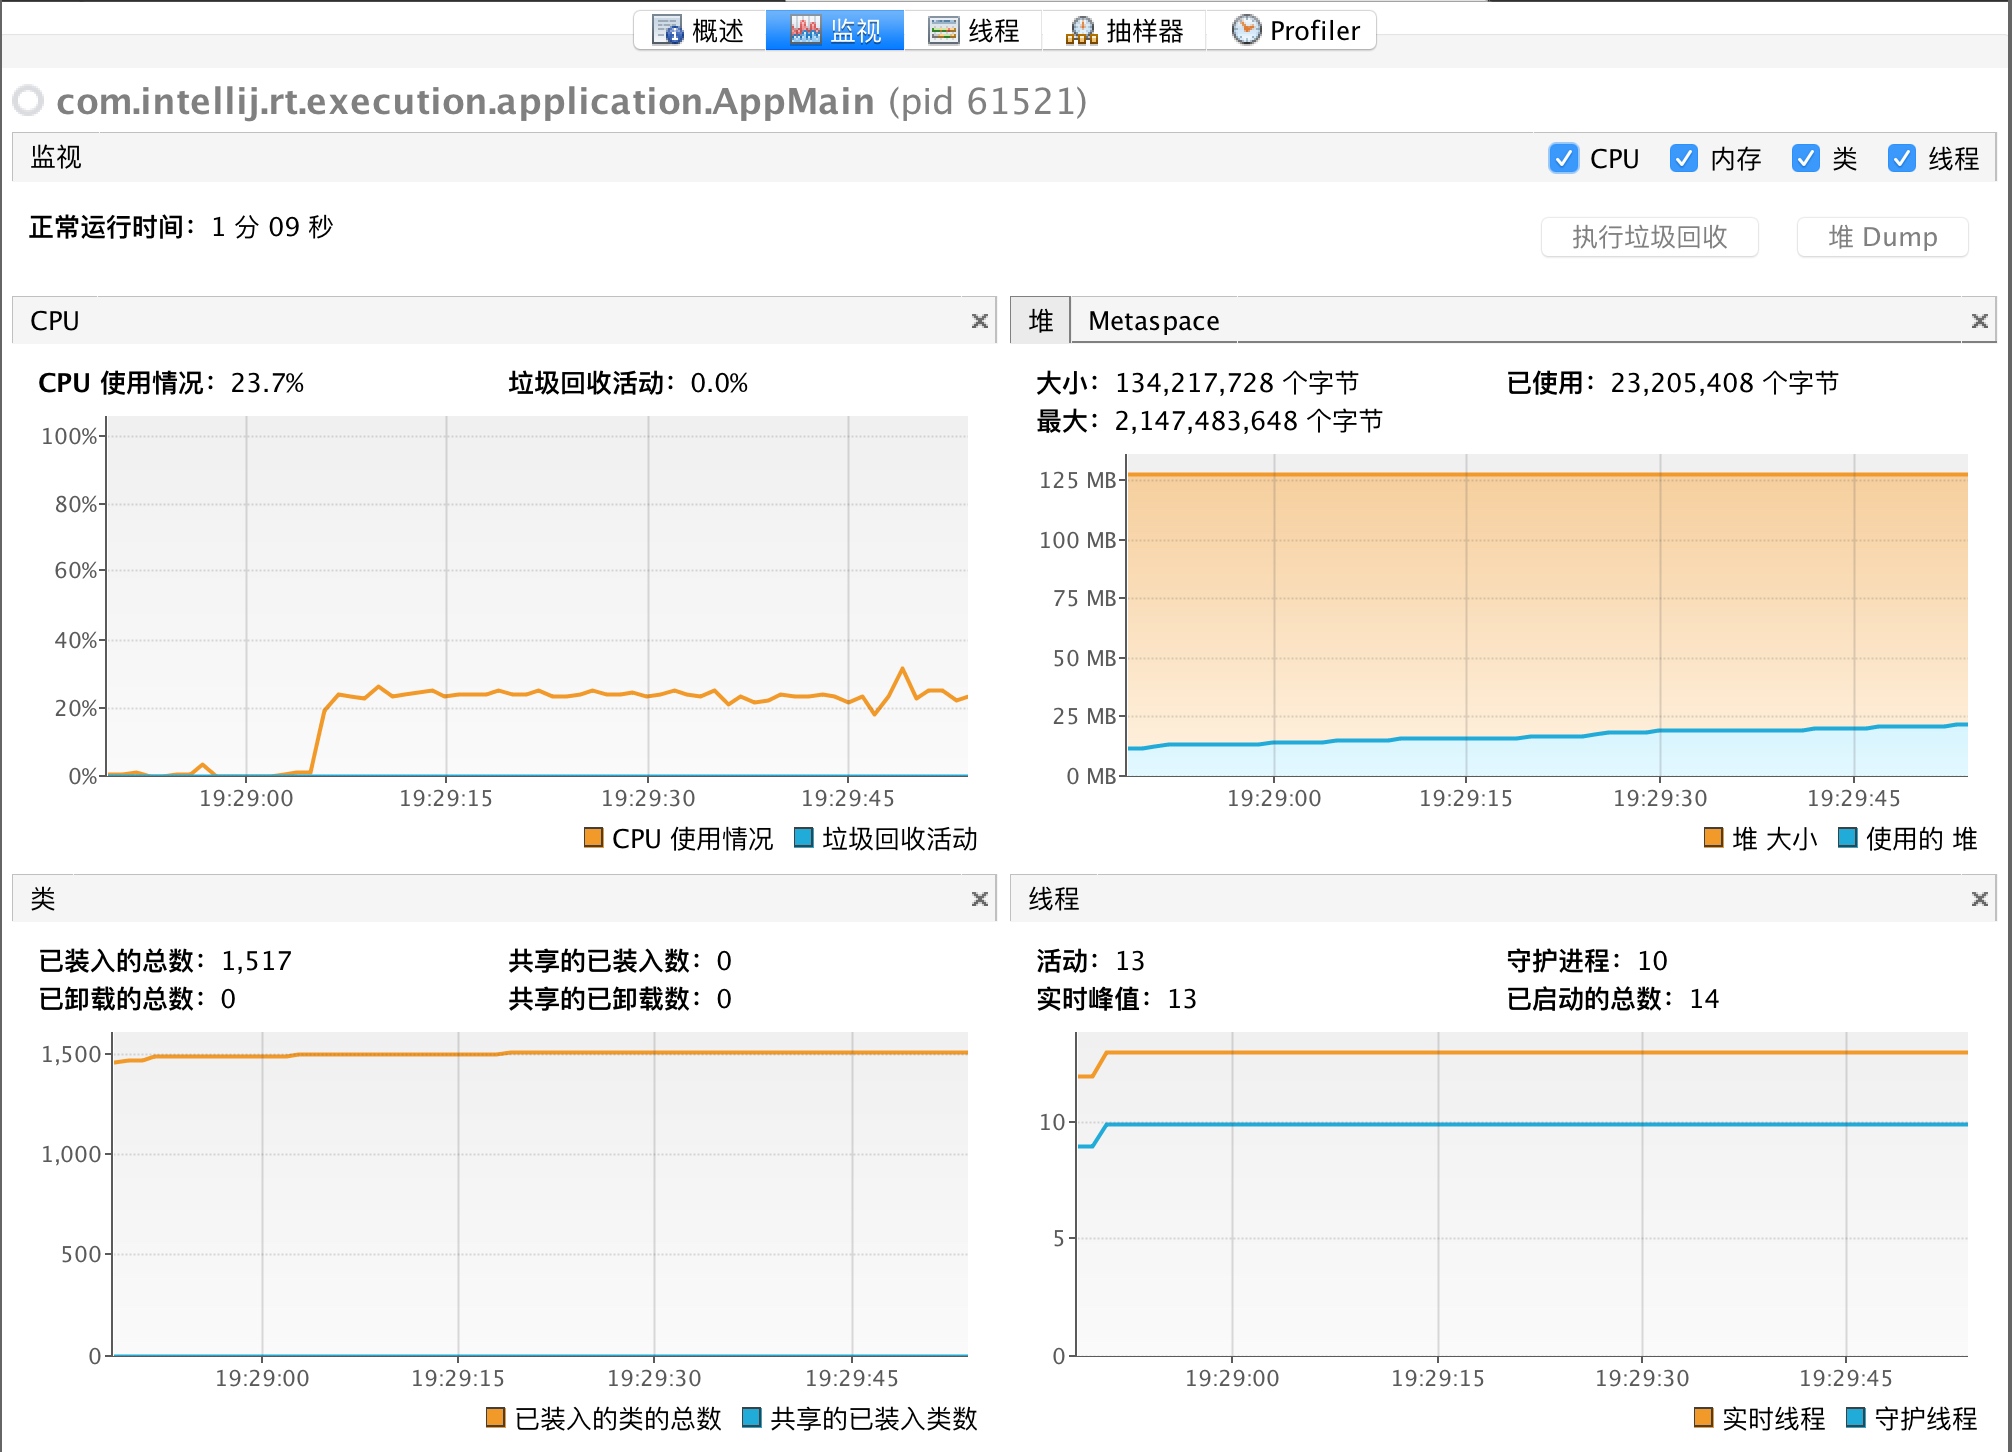 概述 监视 线程 抽样器 Profiler
com.intellij.rt.execution.application.AppMain (pid 61521)
监视 CPU 内存 类 线程
正常运行时间： 1 分 09 秒
执行垃圾回收 堆 Dump
CPU
CPU 使用情况： 23.7% 垃圾回收活动： 0.0%
100%
80%
60%
40%
20%
0%
19:29:00 19:29:15 19:29:30 19:29:45
CPU 使用情况 垃圾回收活动
堆 Metaspace
大小： 134,217,728 个字节 已使用： 23,205,408 个字节
最大： 2,147,483,648 个字节
125 MB
100 MB
75 MB
50 MB
25 MB
0 MB
19:29:00 19:29:15 19:29:30 19:29:45
堆 大小 使用的 堆
类
已装入的总数： 1,517 共享的已装入数： 0
已卸载的总数： 0 共享的已卸载数： 0
1,500
1,000
500
0
19:29:00 19:29:15 19:29:30 19:29:45
已装入的类的总数 共享的已装入类数
线程
活动： 13 守护进程： 10
实时峰值： 13 已启动的总数： 14
10
5
0
19:29:00 19:29:15 19:29:30 19:29:45
实时线程 守护线程